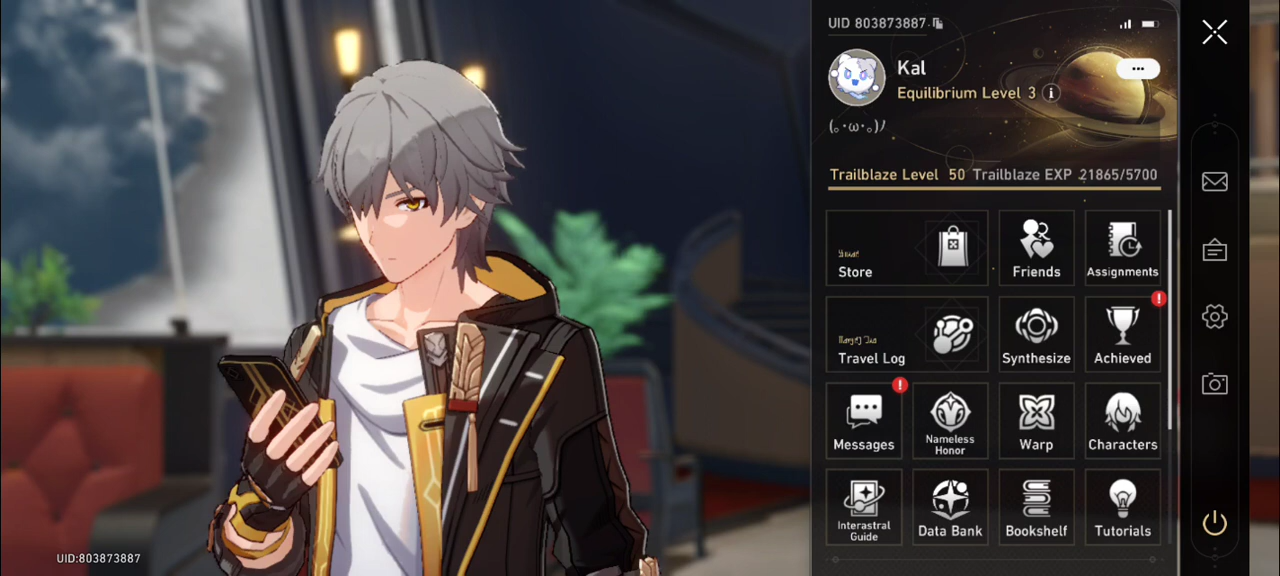 UID 803873887
Kal
Equilibrium Level 3
(｡･ω･｡)ﾉ
Trailblaze Level 50 Trailblaze EXP 21865/5700
Store
Friends
Assignments
Travel Log
Synthesize
Achieved
Messages
Nameless
Honor
Warp
Characters
Interastral
Guide
Data Bank
Bookshelf
Tutorials
UID:803873887